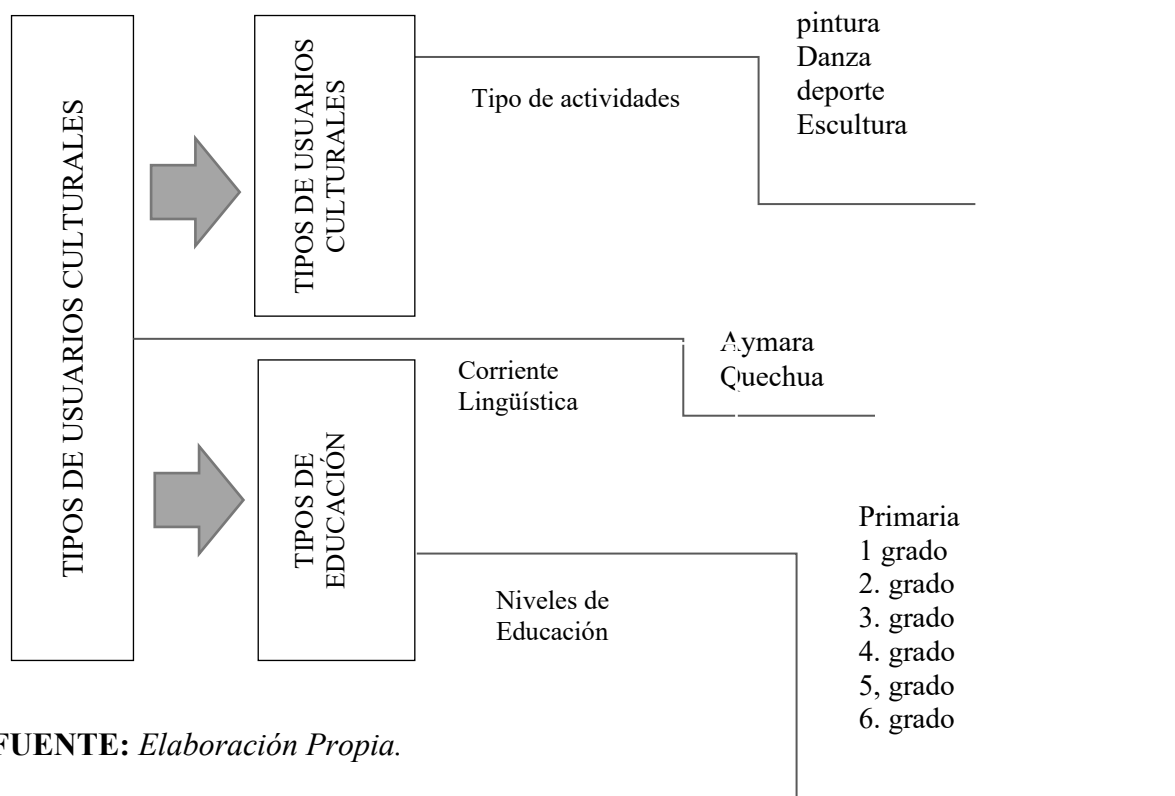 TIPOS DE USUARIOS CULTURALES
TIPOS DE USUARIOS
CULTURALES
Tipo de actividades
pintura
Danza
deporte
Escultura
Corriente
Lingüística
Aymara
Quechua
TIPOS DE
EDUCACIÓN
Niveles de
Educación
Primaria
1 grado
2. grado
3. grado
4. grado
5, grado
6. grado
FUENTE: Elaboración Propia.